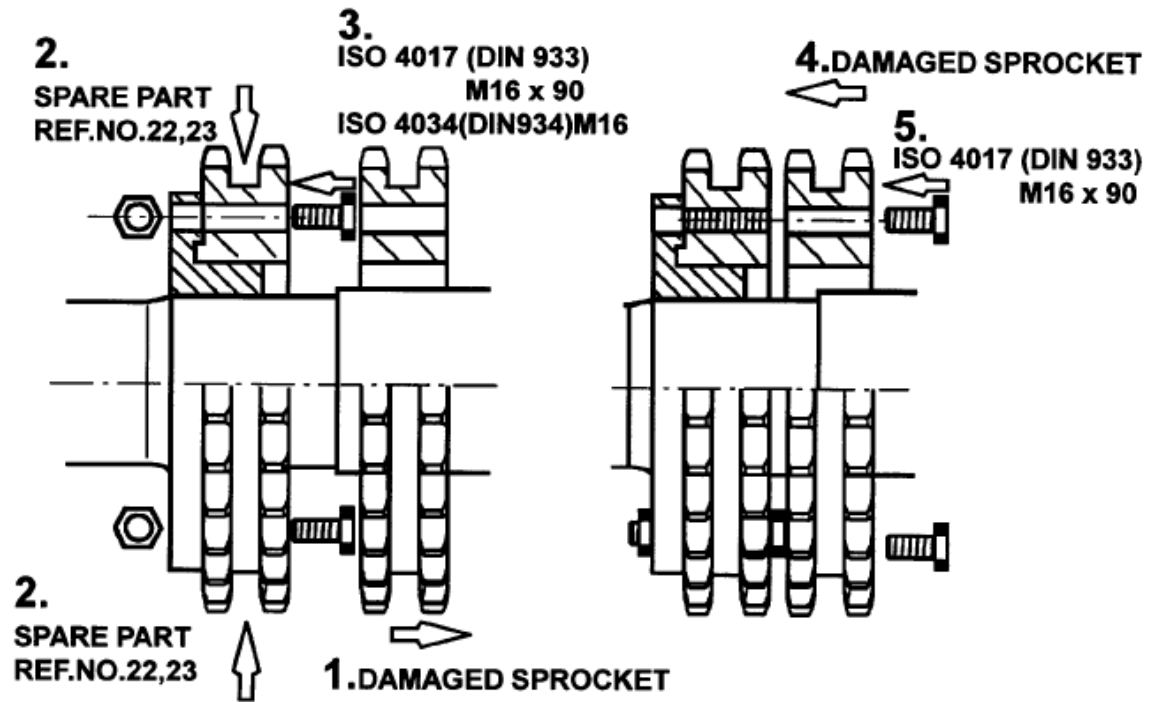 2.
SPARE PART
REF.NO.22,23
3.
ISO 4017 (DIN 933)
M16 x 90
ISO 4034(DIN934)M16
4.DAMAGED SPROCKET
5.
ISO 4017 (DIN 933)
M16 x 90
2.
SPARE PART
REF.NO.22,23
1.DAMAGED SPROCKET